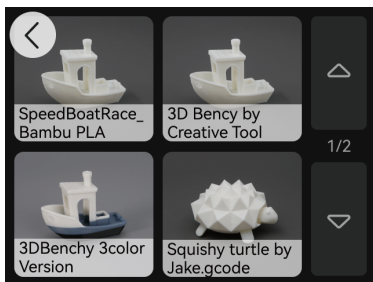 SpeedBoatRace_
Bambu PLA
3D Bency by
Creative Tool
1/2
3DBenchy 3color
Version
Squishy turtle by
Jake.gcode